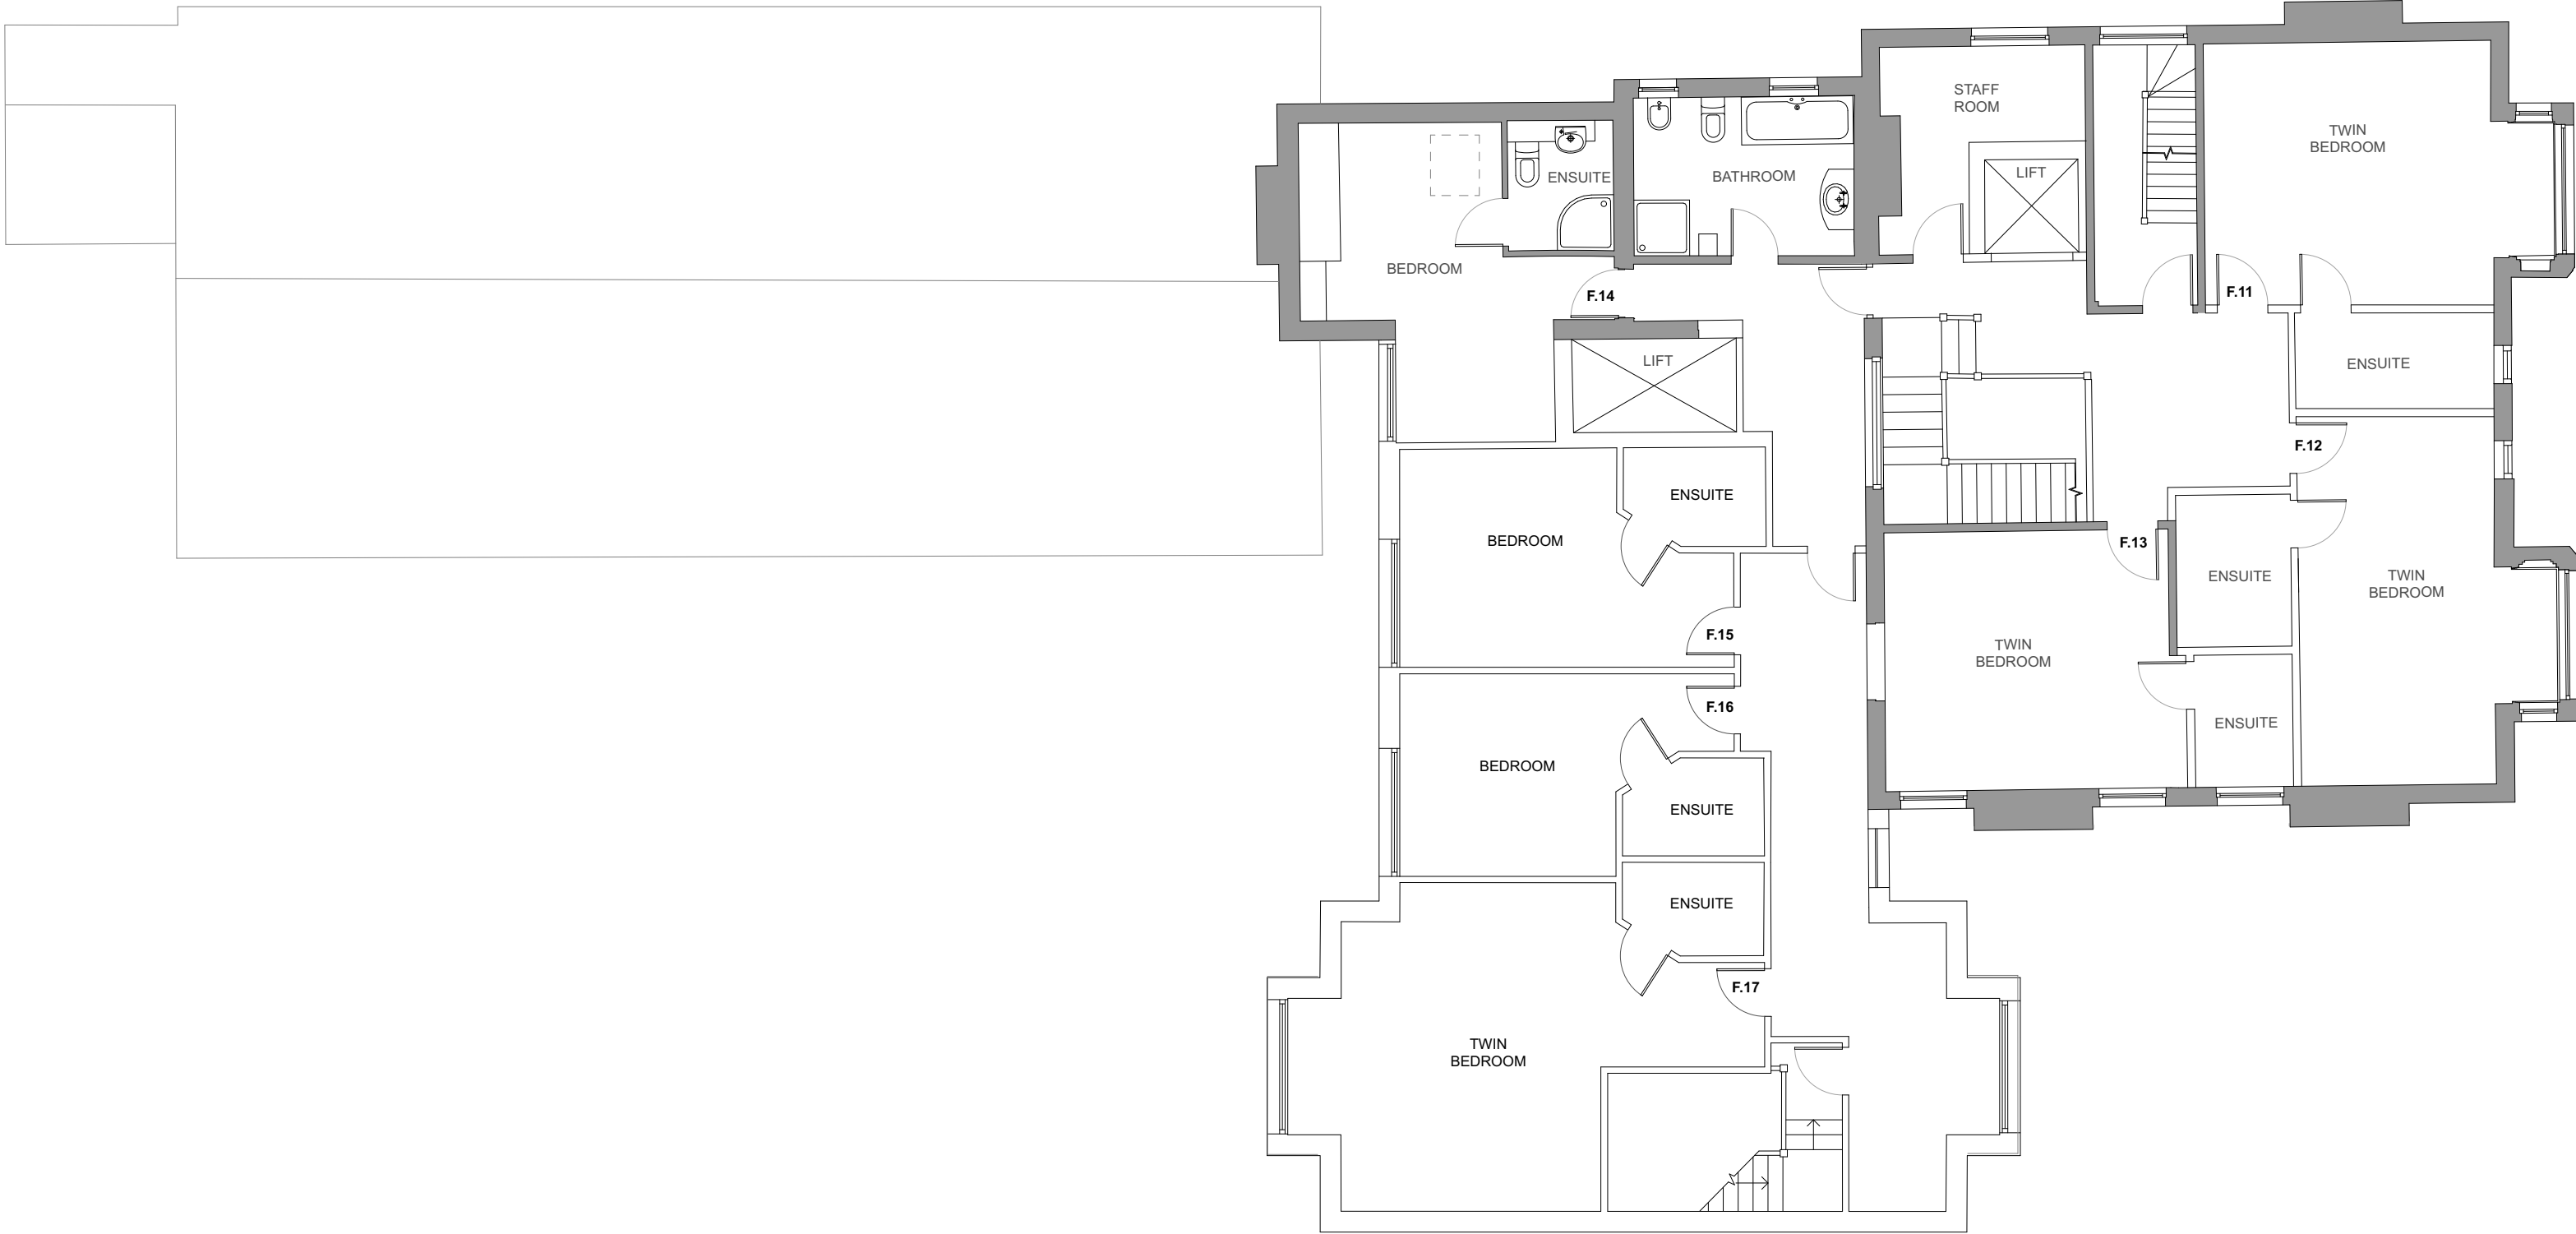 STAFF
ROOM
TWIN
BEDROOM
LIFT
ENSUITE
BATHROOM
BEDROOM
F.14
F.11
LIFT
ENSUITE
F.12
ENSUITE
BEDROOM
F.13
ENSUITE
TWIN
BEDROOM
F.15
TWIN
BEDROOM
F.16
ENSUITE
BEDROOM
ENSUITE
ENSUITE
F.17
TWIN
BEDROOM